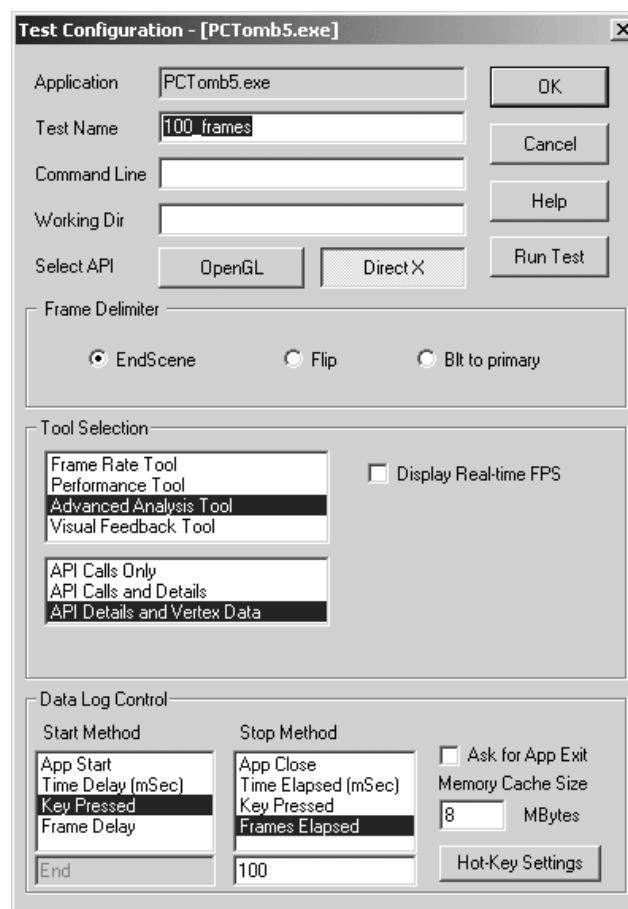 Test Configuration - [PCTomb5.exe]
Application PCTomb5.exe OK
Test Name 100_frames
Cancel
Command Line
Help
Working Dir
Select API OpenGL Direct X Run Test
Frame Delimiter
EndScene Flip Blt to primary
Tool Selection
Frame Rate Tool
Performance Tool
Advanced Analysis Tool
Visual Feedback Tool
Display Real-time FPS
API Calls Only
API Calls and Details
API Details and Vertex Data
Data Log Control
Start Method
App Start
Time Delay (mSec)
Key Pressed
Frame Delay
End
Stop Method
App Close
Time Elapsed (mSec)
Key Pressed
Frames Elapsed
100
Ask for App Exit
Memory Cache Size
8 MBytes
Hot-Key Settings